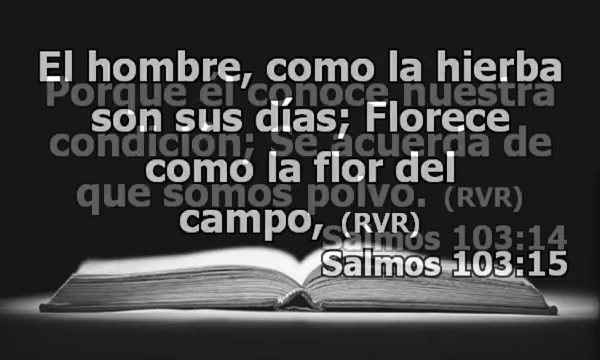 El hombre, como la hierba
son sus días; Florece
como la flor del
campo, (RVR)
Salmos 103:15
Porque él conoce nuestra
condición; Se acuerda de
que somos polvo. (RVR)
Salmos 103:14